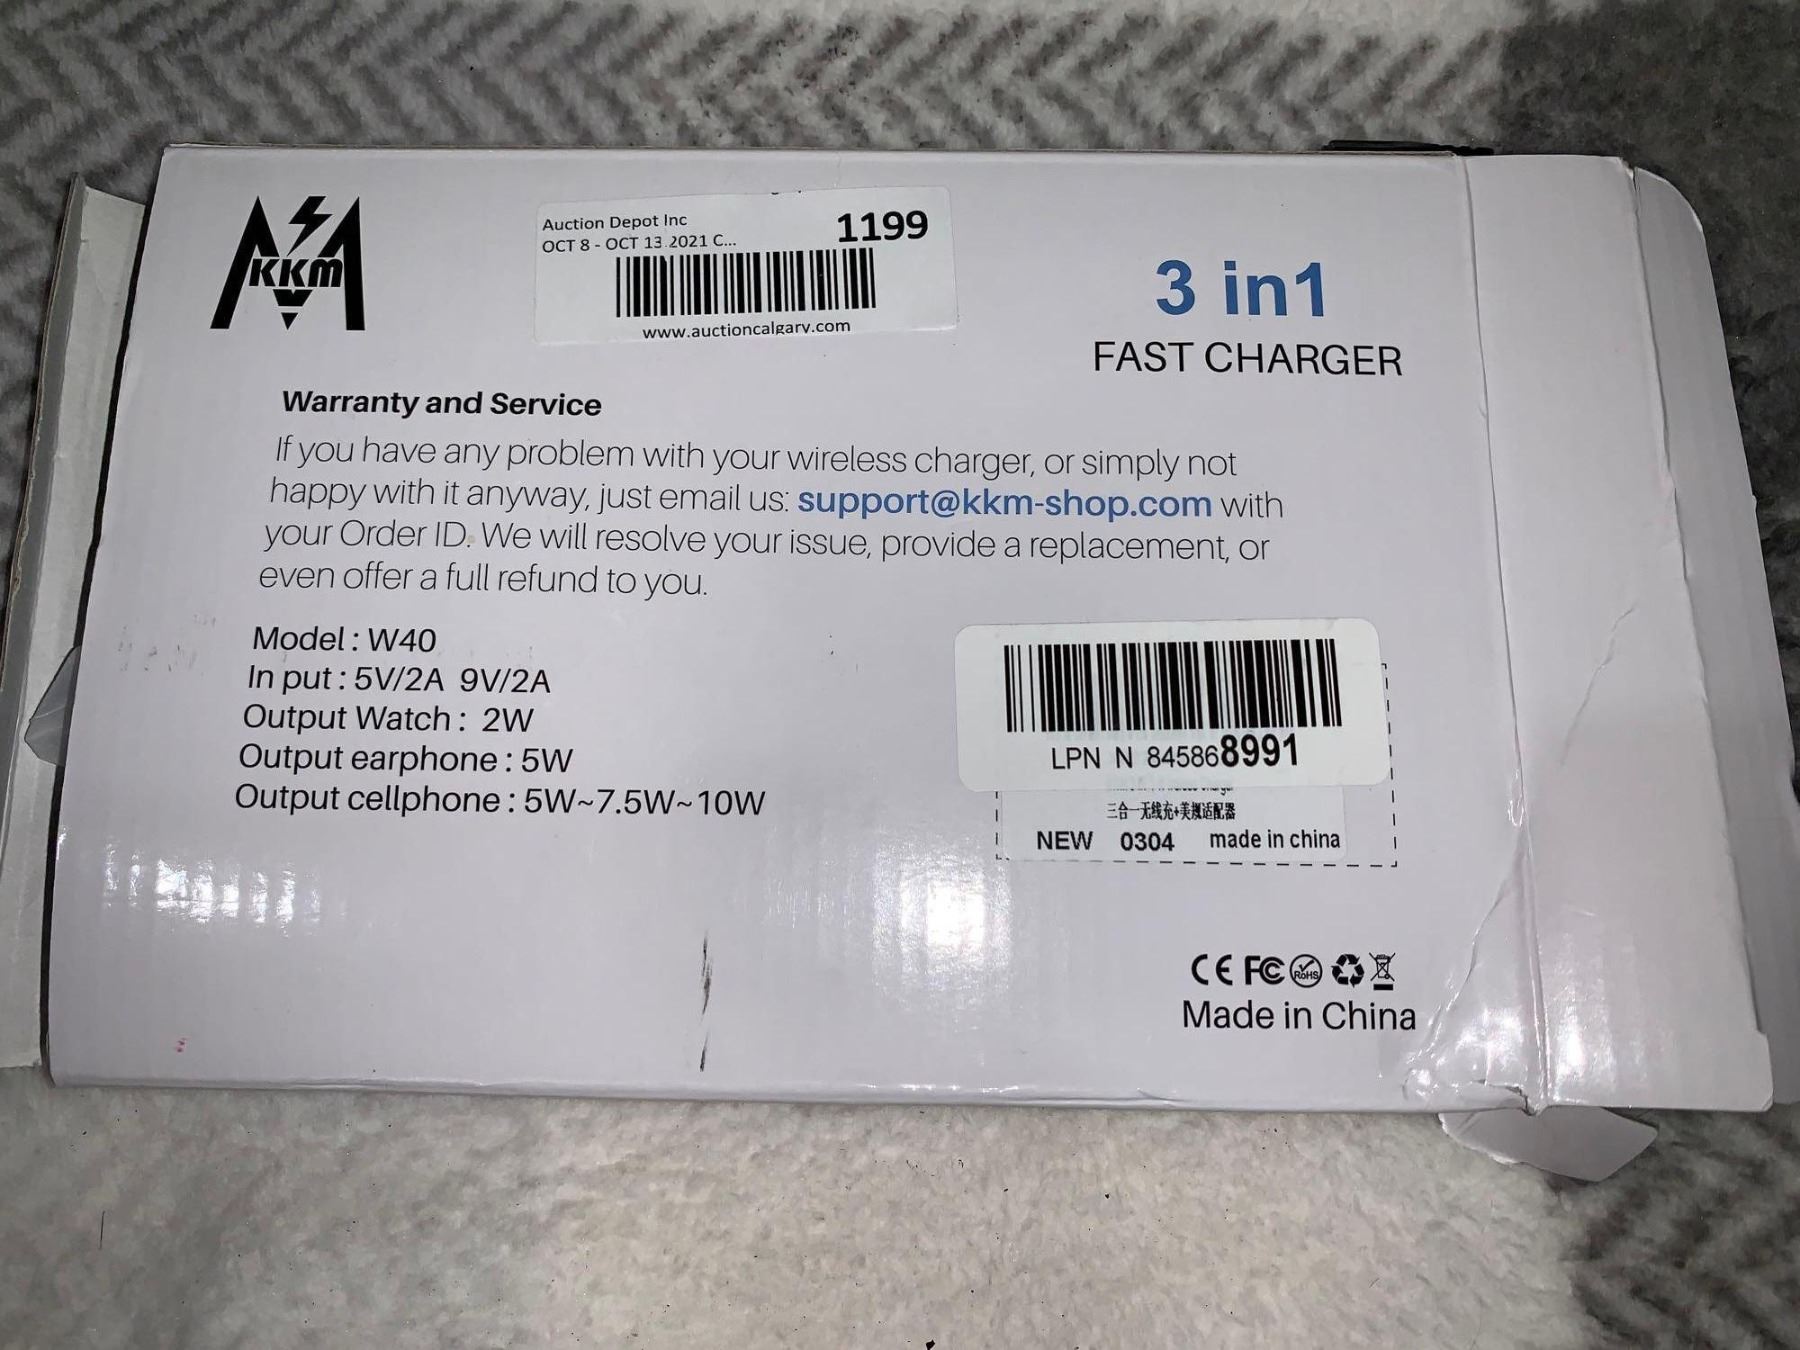 KKM
Auction Depot Inc
1199
OCT 8 - OCT 13 2021 C...
www.auctioncalgary.com
3 in1
FAST CHARGER
Warranty and Service
If you have any problem with your wireless charger, or simply not
happy with it anyway, just email us: support@kkm-shop.com with
your Order ID. We will resolve your issue, provide a replacement, or
even offer a full refund to you.
Model : W40
In put : 5V/2A 9V/2A
Output Watch : 2W
Output earphone : 5W
Output cellphone : 5W~7.5W~10W
LPN N 845868991
三合一无线充+美规适配器
NEW 0304 made in china
CE FC RoHS
Made in China